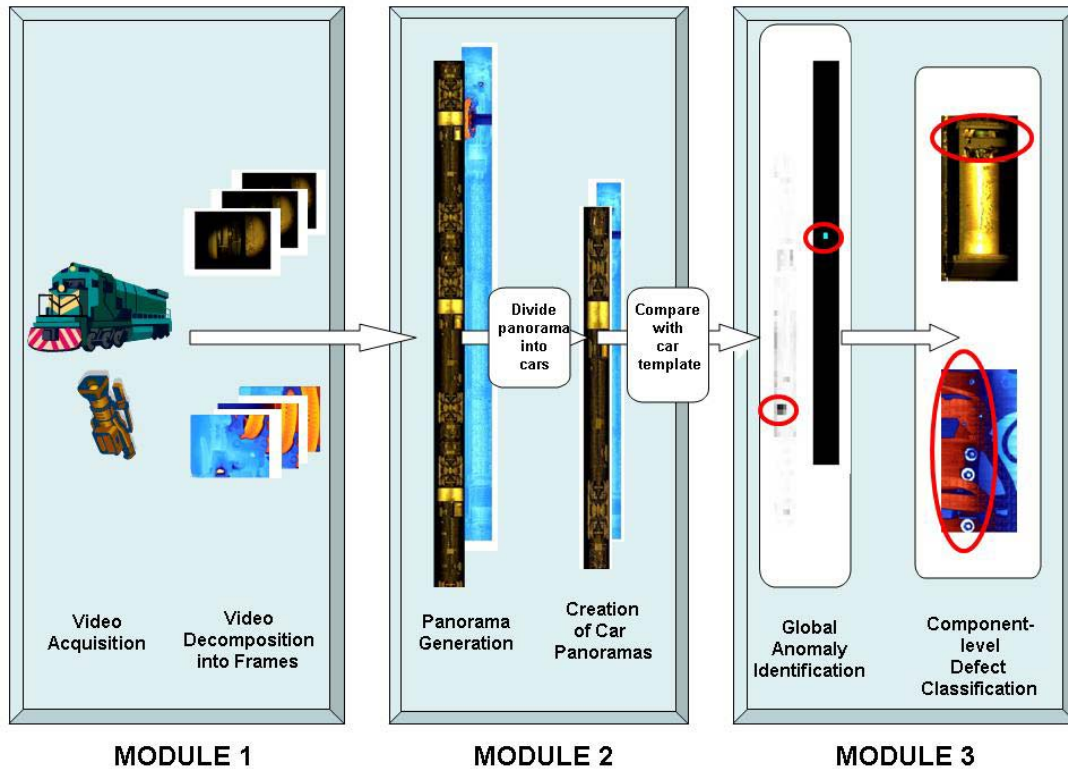 Divide
panorama
into
cars
Compare
with
car
template
Video
Acquisition
Video
Decomposition
into Frames
Panorama
Generation
Creation
of Car
Panoramas
Global
Anomaly
Identification
Component-
level
Defect
Classification
MODULE 1
MODULE 2
MODULE 3